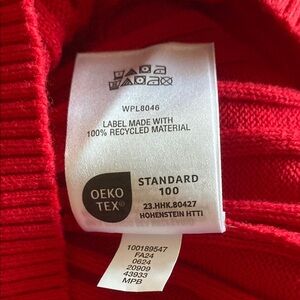 WPL8046
LABEL MADE WITH
100% RECYCLED MATERIAL
OEKO
TEX®
STANDARD
100
23.HHK.80427
HOHENSTEIN HTTI
100189547
FA24
0624
20909
43933
MPB